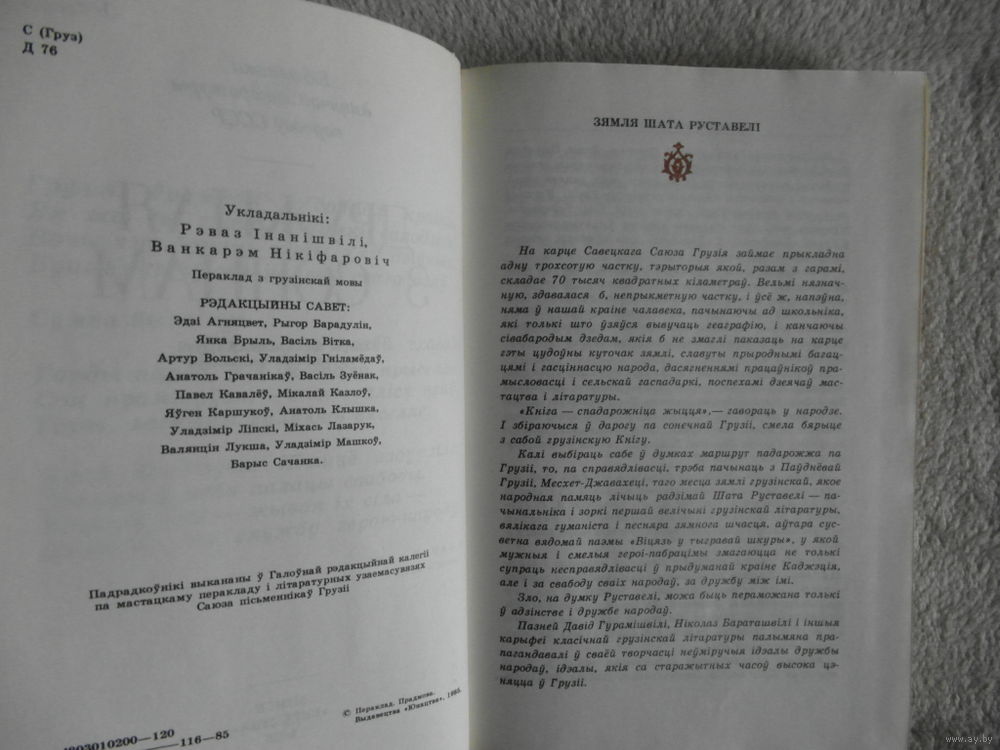 С (Груз)
Д 76
Укладальнікі:
Рэваз Інанішвілі,
Ванкарэм Нікіфаровіч
Пераклад з грузінскай мовы
РЭДАКЦЫЙНЫ САВЕТ:
Эдзі Агняцвет, Рыгор Барадулін,
Янка Брыль, Васіль Вітка,
Артур Вольскі, Уладзімір Гніламёдаў,
Анатоль Грачанікаў, Васіль Зуёнак,
Павел Кавалёў, Мікалай Казлоў,
Яўген Каршукоў, Анатоль Клышка,
Уладзімір Ліпскі, Міхась Лазарук,
Валянцін Лукша, Уладзімір Машкоў,
Барыс Сачанка.
Падрадкоўнікі выкананы ў Галоўнай рэдакцыйнай калегіі
па мастацкаму перакладу і літаратурных узаемасувязях
Саюза пісьменнікаў Грузіі
© Пераклад. Прадмова.
Выдавецтва «Юнацтва», 1985.
4803010200—120
—116—85
ЗЯМЛЯ ШАТА РУСТАВЕЛІ
На карце Савецкага Саюза Грузія займае прыкладна
адну трохсотую частку, тэрыторыя якой, разам з гарамі,
складае 70 тысяч квадратных кіламетраў. Вельмі нязнач-
ную, здавалася б, непрыкметную частку, і ўсё ж, напэўна,
няма ў нашай краіне чалавека, пачынаючы ад школьніка,
які толькі што ўзяўся вывучаць геаграфію, і канчаючы
сівабародым дзедам, якія б не змаглі паказаць на карце
гэты цудоўны куточак зямлі, славуты прыроднымі багац-
цямі і гасціннасцю народа, дасягненнямі працаўнікоў пра-
мысловасці і сельскай гаспадаркі, поспехамі дзеячаў мас-
тацтва і літаратуры.
«Кніга — спадарожніца жыцця»,— гавораць у народзе.
І збіраючыся ў дарогу па сонечнай Грузіі, смела бярыце
з сабой грузінскую Кнігу.
Калі выбіраць сабе ў думках маршрут падарожжа па
Грузіі, то, па справядлівасці, трэба пачынаць з Паўднёвай
Грузіі, Месхет-Джавахеці, таго месца зямлі грузінскай, якое
народная памяць лічыць радзімай Шата Руставелі — па-
чынальніка і зоркі першай велічыні грузінскай літаратуры,
вялікага гуманіста і песняра зямнога шчасця, аўтара сус-
ветна вядомай паэмы «Віцязь у тыгравай шкуры», у якой
мужныя і смелыя героі-пабрацімы змагаюцца не толькі
супраць несправядлівасці ў прыдуманай краіне Каджэція,
але і за свабоду сваіх народаў, за дружбу між імі.
Зло, на думку Руставелі, можа быць пераможана толькі
ў адзінстве і дружбе народаў.
Пазней Давід Гурамішвілі, Ніколаз Бараташвілі і іншыя
карыфеі класічнай грузінскай літаратуры палымяна пра-
пагандавалі ў сваёй творчасці неўміручыя ідэалы дружбы
народаў, ідэалы, якія са старажытных часоў высока цэ-
няцца ў Грузіі.
www.ay.by